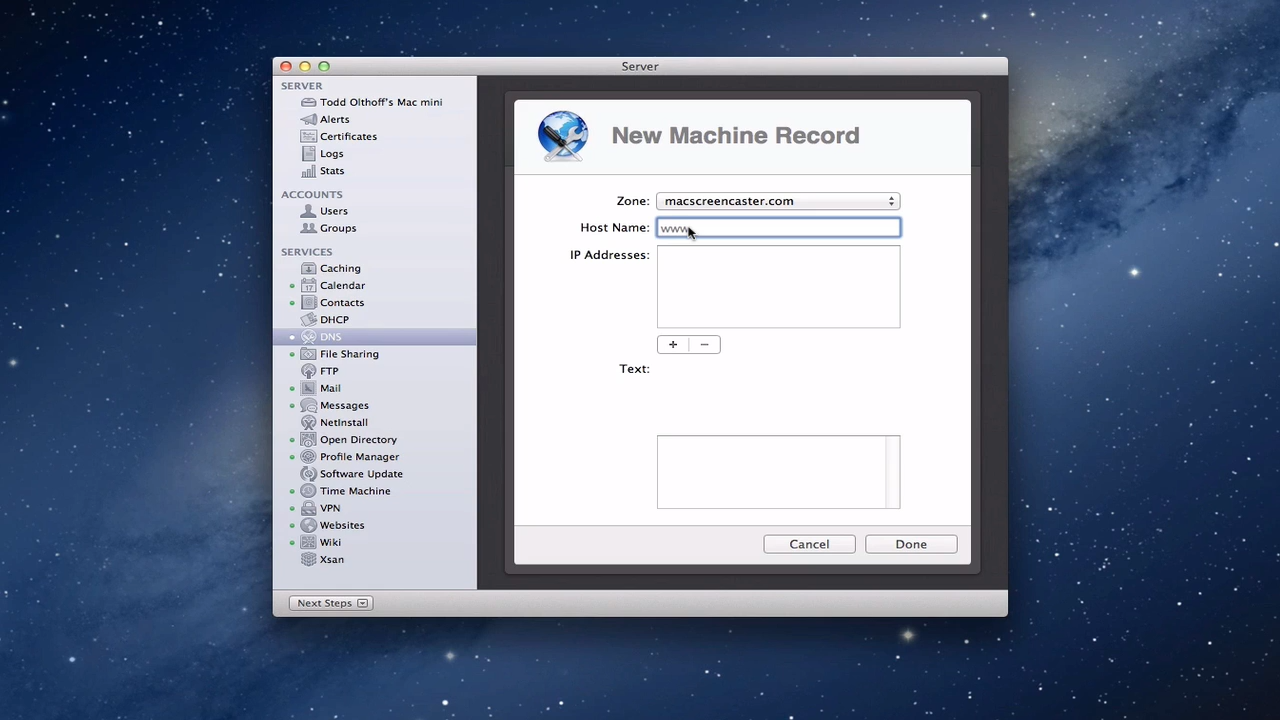 Server
SERVER
Todd Olthoff's Mac mini
Alerts
Certificates
Logs
Stats
ACCOUNTS
Users
Groups
SERVICES
Caching
Calendar
Contacts
DHCP
DNS
File Sharing
FTP
Mail
Messages
NetInstall
Open Directory
Profile Manager
Software Update
Time Machine
VPN
Websites
Wiki
Xsan
Next Steps
New Machine Record
Zone: macscreencaster.com
Host Name: www
IP Addresses:
+ −
Text:
Cancel Done